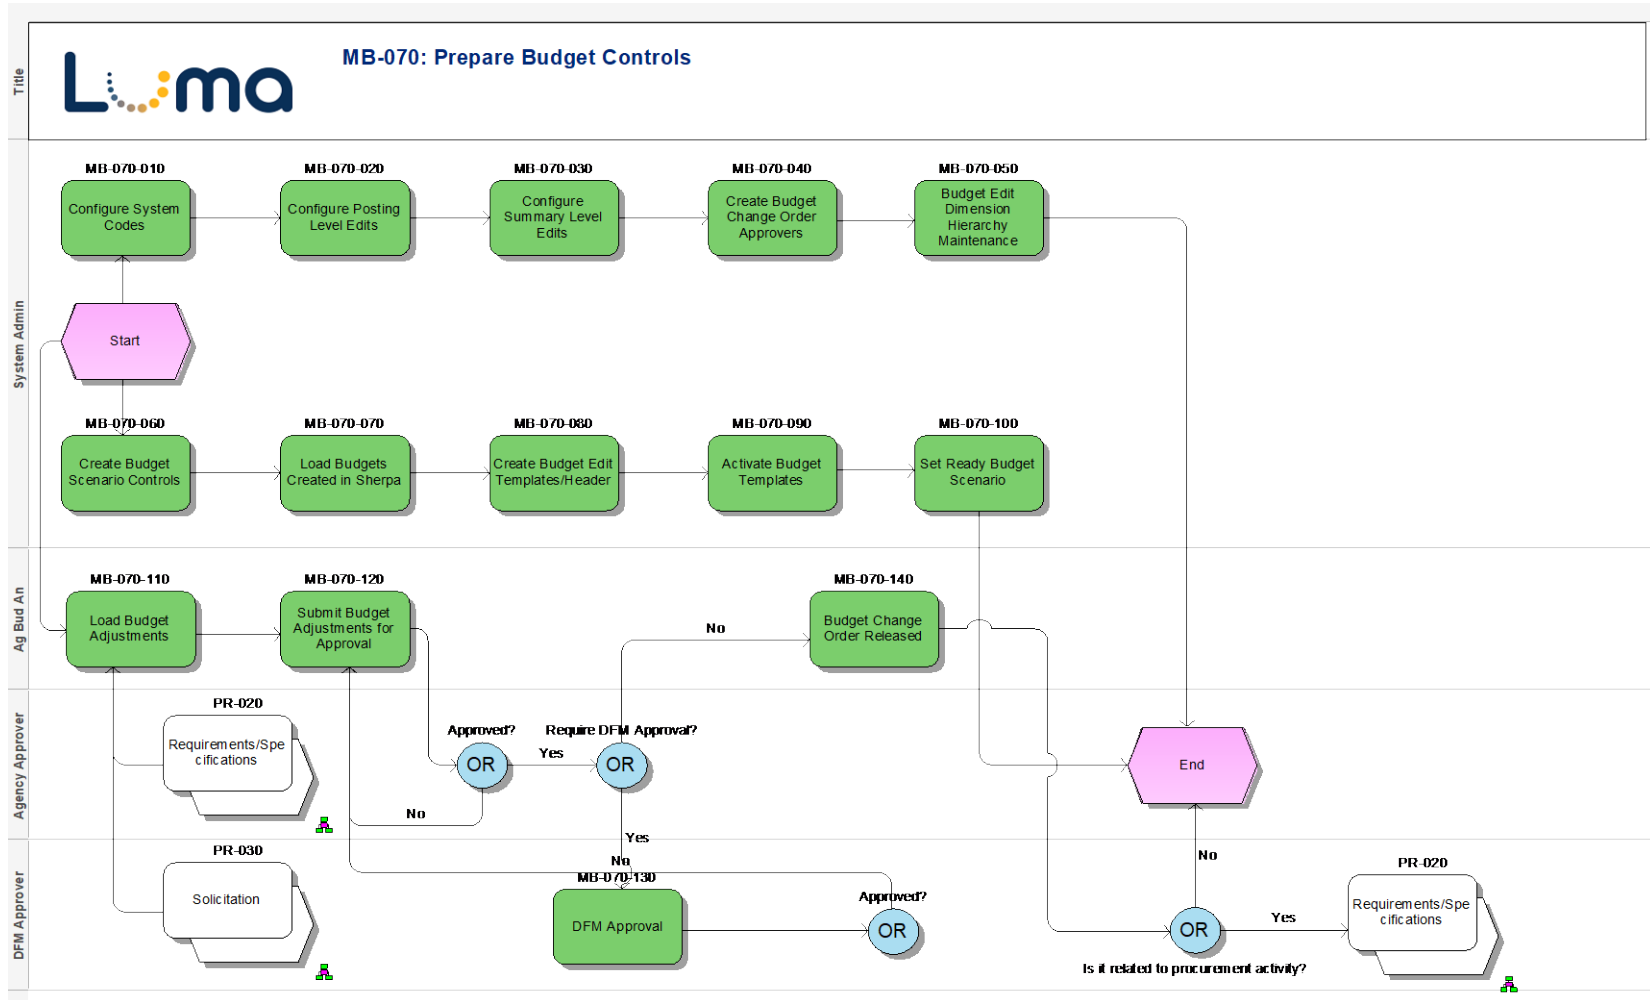 Title
Luma
MB-070: Prepare Budget Controls
System Admin
MB-070-010
Configure System
Codes
MB-070-020
Configure Posting
Level Edits
MB-070-030
Configure
Summary Level
Edits
MB-070-040
Create Budget
Change Order
Approvers
MB-070-050
Budget Edit
Dimension
Hierarchy
Maintenance
Start
MB-070-060
Create Budget
Scenario Controls
MB-070-070
Load Budgets
Created in Sherpa
MB-070-080
Create Budget Edit
Templates/Header
MB-070-090
Activate Budget
Templates
MB-070-100
Set Ready Budget
Scenario
Ag Bud An
MB-070-110
Load Budget
Adjustments
MB-070-120
Submit Budget
Adjustments for
Approval
No
MB-070-140
Budget Change
Order Released
Agency Approver
PR-020
Requirements/Spe
cifications
Approved?
OR
Yes
No
Require DFM Approval?
OR
Yes
End
DFM Approver
PR-030
Solicitation
No
MB-070-130
DFM Approval
Approved?
OR
No
OR
Yes
Is it related to procurement activity?
PR-020
Requirements/Spe
cifications